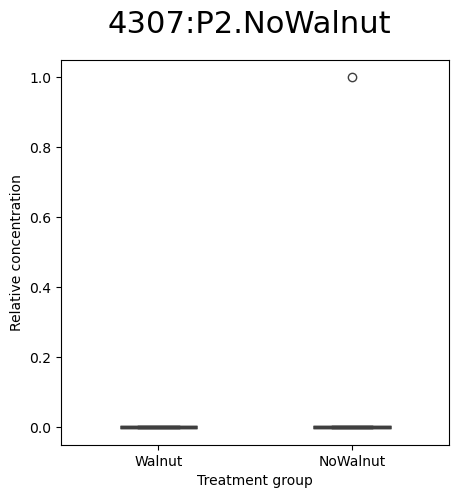 4307:P2.NoWalnut
1.0
0.8
0.6
0.4
0.2
0.0
Relative concentration
Walnut
NoWalnut
Treatment group